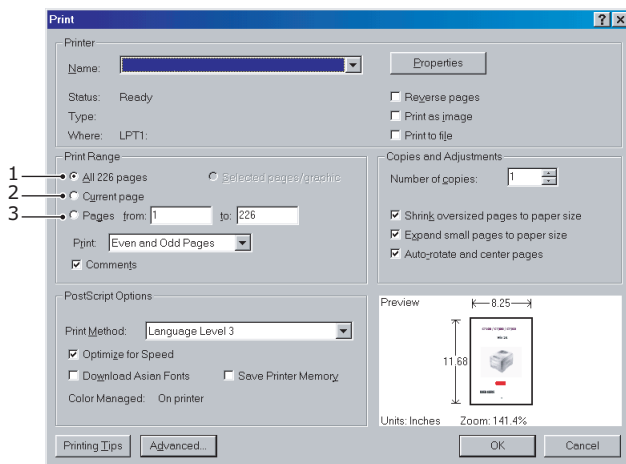 Print
Printer
Name:
Properties
Status: Ready
Type:
Where: LPT1:
Reverse pages
Print as image
Print to file
Print Range
1
All 226 pages
Selected pages/graphic
2
Current page
3
Pages from: 1 to: 226
Print: Even and Odd Pages
Comments
Copies and Adjustments
Number of copies: 1
Shrink oversized pages to paper size
Expand small pages to paper size
Auto-rotate and center pages
PostScript Options
Print Method: Language Level 3
Optimize for Speed
Download Asian Fonts
Save Printer Memory
Color Managed: On printer
Preview
8.25
11.68
Units: Inches Zoom: 141.4%
Printing Tips
Advanced...
OK
Cancel